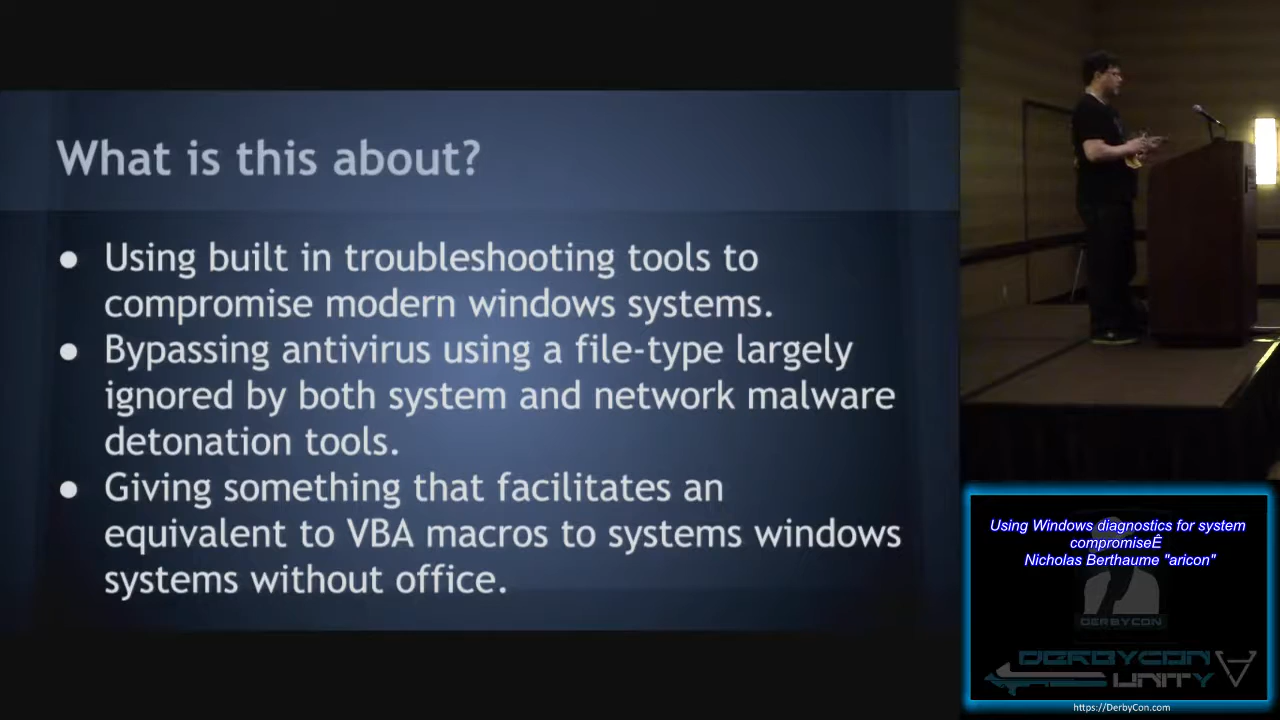 What is this about?
● Using built in troubleshooting tools to
compromise modern windows systems.
● Bypassing antivirus using a file-type largely
ignored by both system and network malware
detonation tools.
● Giving something that facilitates an
equivalent to VBA macros to systems windows
systems without office.
Using Windows diagnostics for system
compromiseÊ
Nicholas Berthaume "aricon"
DERBYCON
DERBYCON
UNITY
https://DerbyCon.com